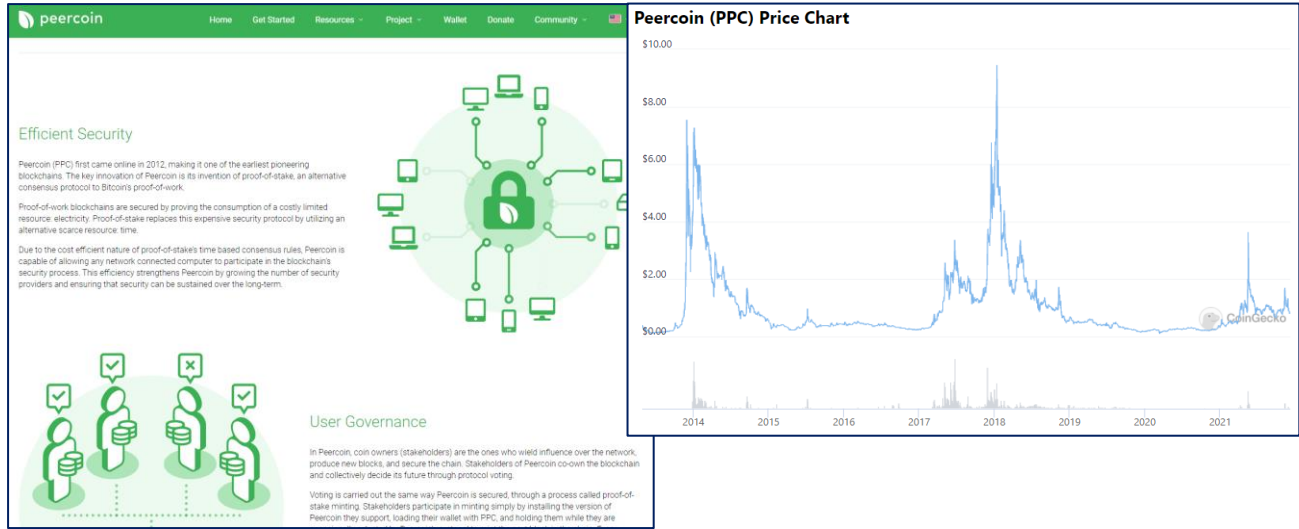 peercoin
Home Get Started Resources Project Wallet Donate Community
Efficient Security
Peercoin (PPC) first came online in 2012, making it one of the earliest pioneering
blockchains. The key innovation of Peercoin is its invention of proof-of-stake, an alternative
consensus protocol to Bitcoin's proof-of-work.
Proof-of-work blockchains are secured by proving the consumption of a costly limited
resource: electricity. Proof-of-stake replaces this expensive security protocol by utilizing an
alternative scarce resource: time.
Due to the cost efficient nature of proof-of-stake's time based consensus rules, Peercoin is
capable of allowing any network connected computer to participate in the blockchain's
security process. This efficiency strengthens Peercoin by growing the number of security
providers and ensuring that security can be sustained over the long-term.
User Governance
In Peercoin, coin owners (stakeholders) are the ones who wield influence over the network,
produce new blocks, and secure the chain. Stakeholders of Peercoin co-own the blockchain
and collectively decide its future through protocol voting.
Voting is carried out the same way Peercoin is secured, through a process called proof-of-
stake minting. Stakeholders participate in minting simply by installing the version of
Peercoin they support, loading their wallet with PPC, and holding them while they are
Peercoin (PPC) Price Chart
$10.00
$8.00
$6.00
$4.00
$2.00
$0.00
CoinGecko
2014 2015 2016 2017 2018 2019 2020 2021